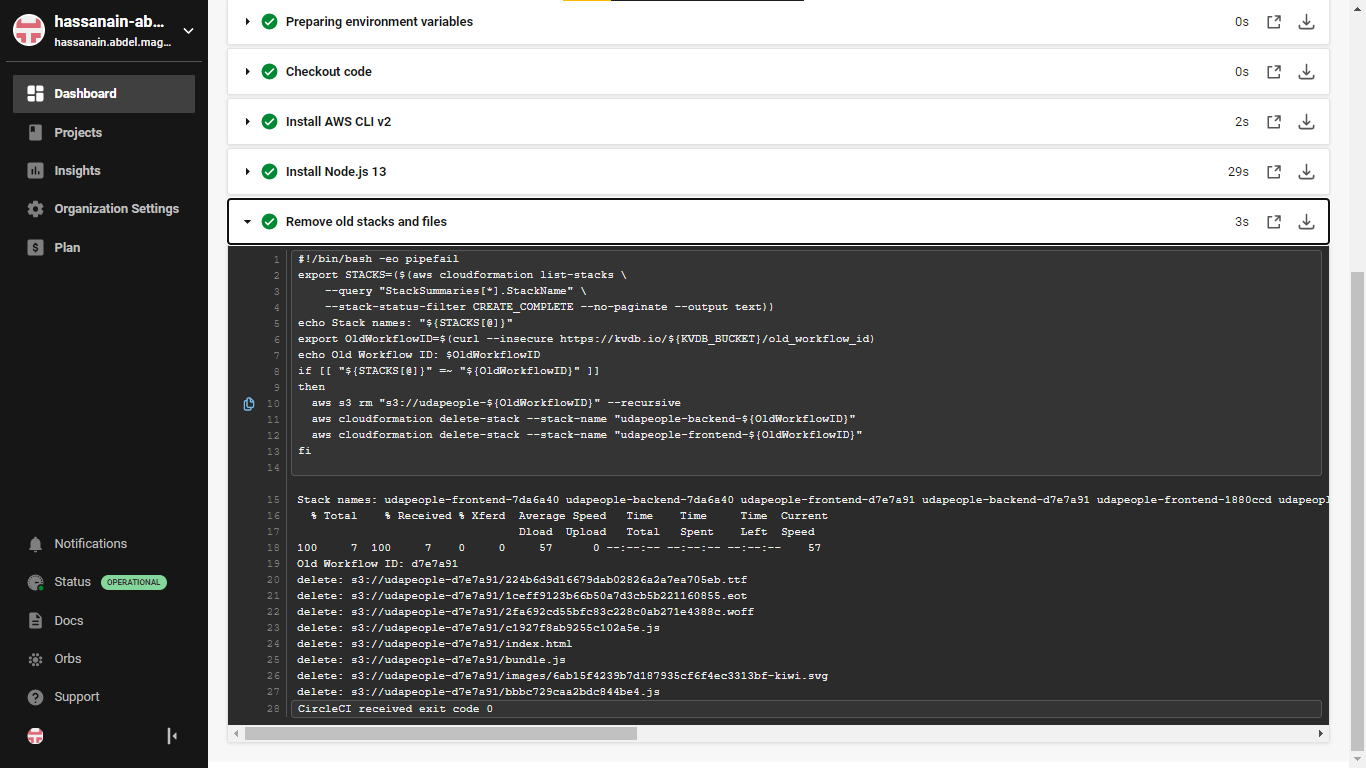 hassanain-ab...
hassanain.abdel.mag...
Dashboard
Projects
Insights
Organization Settings
Plan
Notifications
Status OPERATIONAL
Docs
Orbs
Support
Preparing environment variables 0s
Checkout code 0s
Install AWS CLI v2 2s
Install Node.js 13 29s
Remove old stacks and files 3s
1 #!/bin/bash -eo pipefail
2 export STACKS=($(aws cloudformation list-stacks \
3 --query "StackSummaries[*].StackName" \
4 --stack-status-filter CREATE_COMPLETE --no-paginate --output text))
5 echo Stack names: "${STACKS[@]}"
6 export OldWorkflowID=$(curl --insecure https://kvdb.io/${KVDB_BUCKET}/old_workflow_id)
7 echo Old Workflow ID: $OldWorkflowID
8 if [[ "${STACKS[@]}" =~ "${OldWorkflowID}" ]]
9 then
10 aws s3 rm "s3://udapeople-${OldWorkflowID}" --recursive
11 aws cloudformation delete-stack --stack-name "udapeople-backend-${OldWorkflowID}"
12 aws cloudformation delete-stack --stack-name "udapeople-frontend-${OldWorkflowID}"
13 fi
14
15 Stack names: udapeople-frontend-7da6a40 udapeople-backend-7da6a40 udapeople-frontend-d7e7a91 udapeople-backend-d7e7a91 udapeople-frontend-1880ccd udapeopl
16 % Total % Received % Xferd Average Speed Time Time Time Current
17 Dload Upload Total Spent Left Speed
18 100 7 100 7 0 0 57 0 --:--:-- --:--:-- --:--:-- 57
19 Old Workflow ID: d7e7a91
20 delete: s3://udapeople-d7e7a91/224b6d9d16679dab02826a2a7ea705eb.ttf
21 delete: s3://udapeople-d7e7a91/1ceff9123b66b50a7d3cb5b221160855.eot
22 delete: s3://udapeople-d7e7a91/2fa692cd55bfc83c228c0ab271e4388c.woff
23 delete: s3://udapeople-d7e7a91/c1927f8ab9255c102a5e.js
24 delete: s3://udapeople-d7e7a91/index.html
25 delete: s3://udapeople-d7e7a91/bundle.js
26 delete: s3://udapeople-d7e7a91/images/6ab15f4239b7d187935cf6f4ec3313bf-kiwi.svg
27 delete: s3://udapeople-d7e7a91/bbbc729caa2bdc844be4.js
28 CircleCI received exit code 0